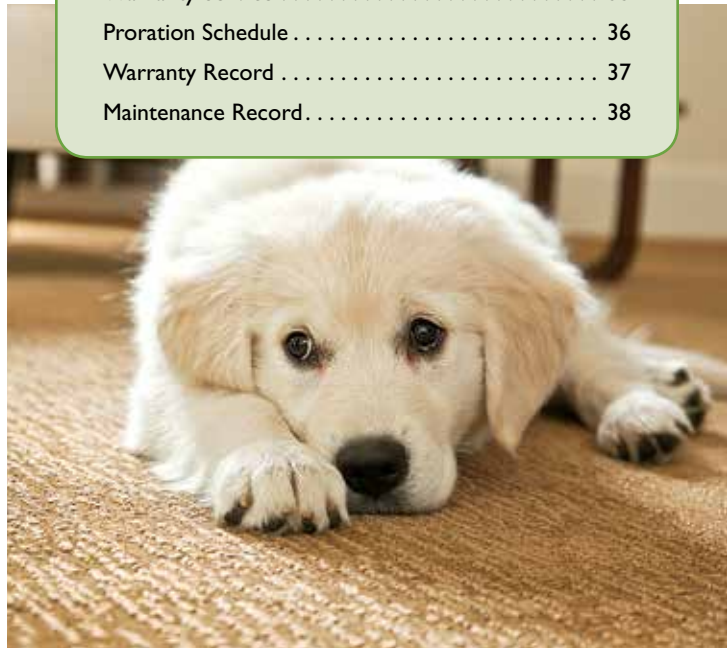 Proration Schedule . . . . . . . . . . . . . . . . . . . . . . . . . . 36
Warranty Record . . . . . . . . . . . . . . . . . . . . . . . . . . . 37
Maintenance Record. . . . . . . . . . . . . . . . . . . . . . . . . 38